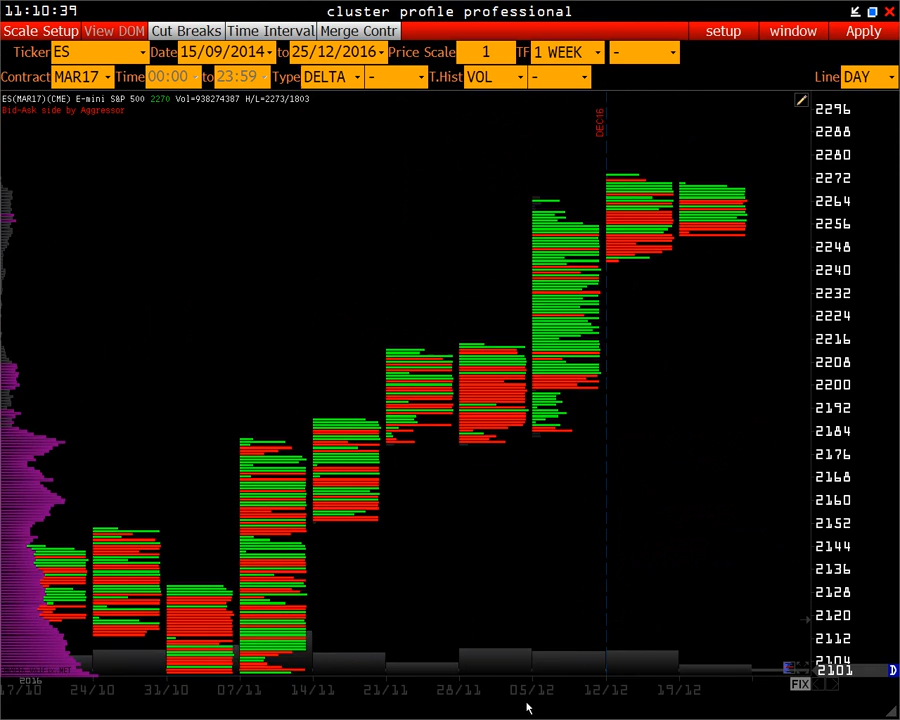 11:10:39 cluster profile professional
Scale Setup View DOM Cut Breaks Time Interval Merge Contr setup window Apply
Ticker ES Date 15/09/2014 to 25/12/2016 Price Scale 1 TF 1 WEEK -
Contract MAR17 Time 00:00 to 23:59 Type DELTA - T.Hist VOL - Line DAY
ES(MAR17)(CME) E-mini S&P 500 2270 Vol=938274387 H/L=2273/1803
Bid-Ask side by Aggressor
DEC16
2296
2288
2280
2272
2264
2256
2248
2240
2232
2224
2216
2208
2200
2192
2184
2176
2168
2160
2152
2144
2136
2128
2120
2112
2104
2101 D
2016
FIX
17/10 24/10 31/10 07/11 14/11 21/11 28/11 05/12 12/12 19/12